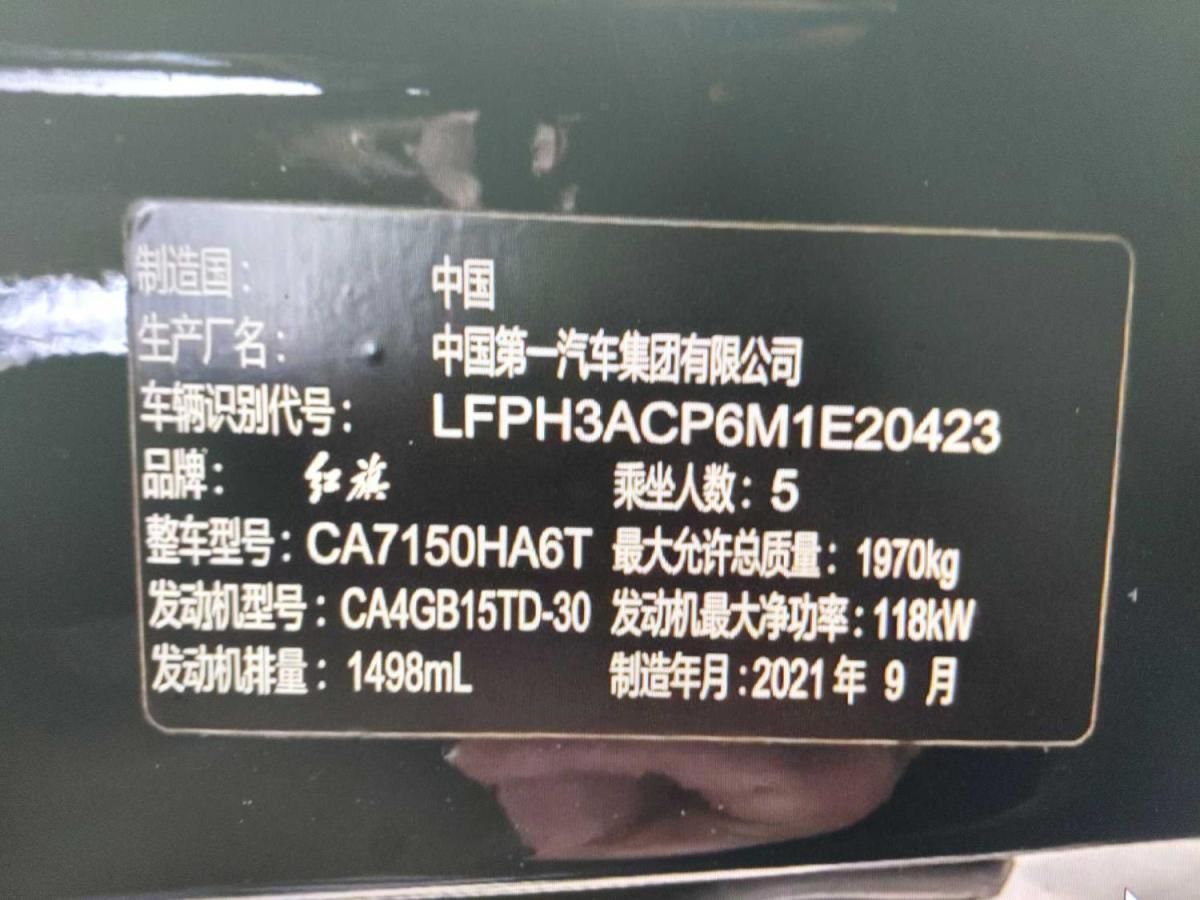 制造国： 中国
生产厂名： 中国第一汽车集团有限公司
车辆识别代号： LFPH3ACP6M1E20423
品牌： 红旗 乘坐人数：5
整车型号：CA7150HA6T 最大允许总质量：1970kg
发动机型号：CA4GB15TD-30 发动机最大净功率：118kW
发动机排量：1498mL 制造年月：2021年 9 月